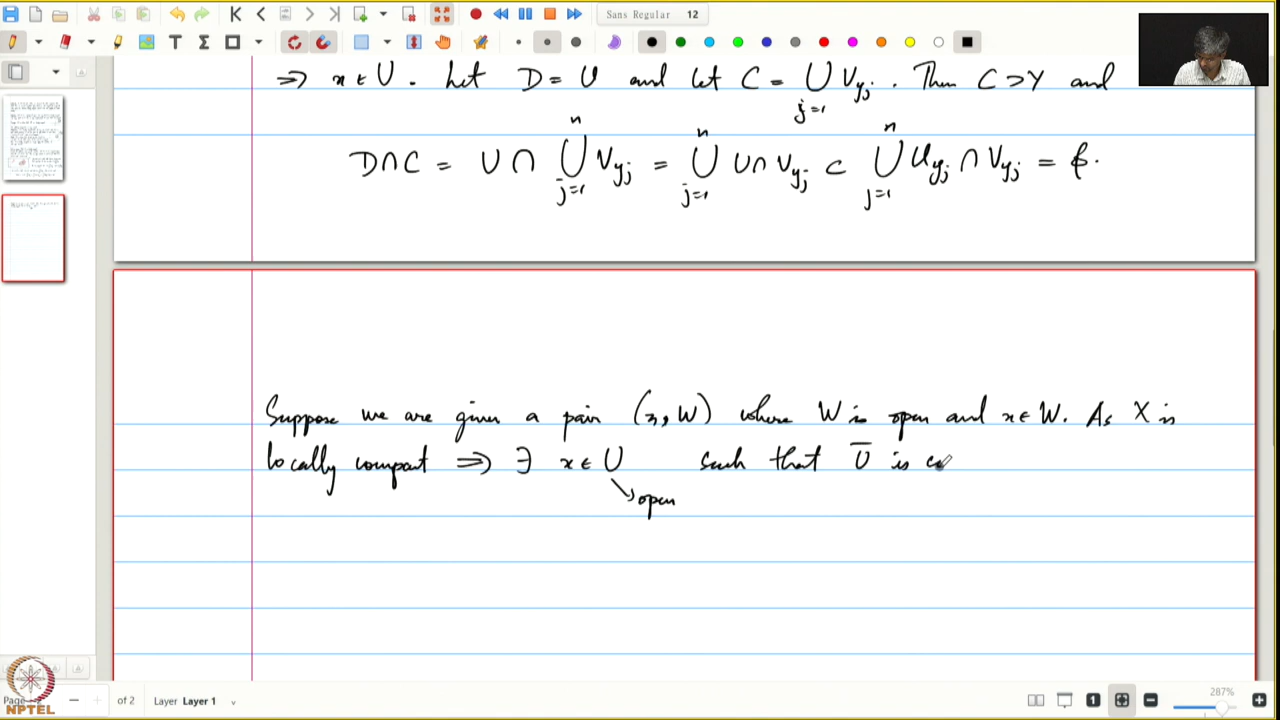 Sans Regular 12
⇒ x ∈ U. Let D = U and let C = ⋃_{j=1}^{n} V_{y_j}. Then C ⊃ Y and
D ∩ C = U ∩ ⋃_{j=1}^{n} V_{y_j} = ⋃_{j=1}^{n} U ∩ V_{y_j} ⊂ ⋃_{j=1}^{n} U_{y_j} ∩ V_{y_j} = ϕ.
Suppose we are given a pair (x, W) where W is open and x ∈ W. As X is
locally compact ⇒ ∃ x ∈ U such that U̅ is co
open
Page
of 2
Layer Layer 1
287%
NPTEL